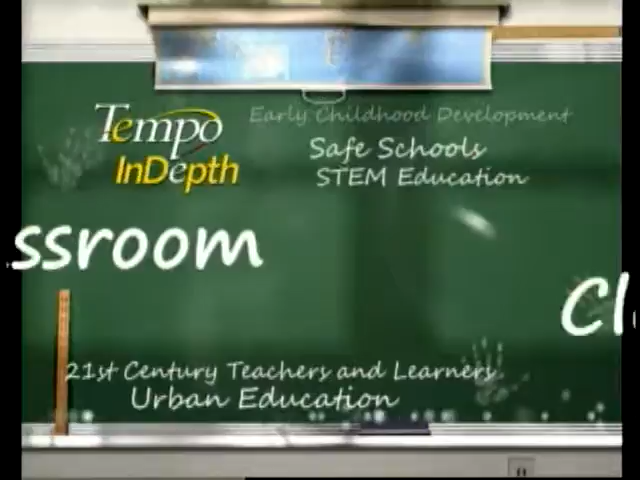 Tempo
InDepth
Early Childhood Development
Safe Schools
STEM Education
ssroom
Cl
21st Century Teachers and Learners
Urban Education